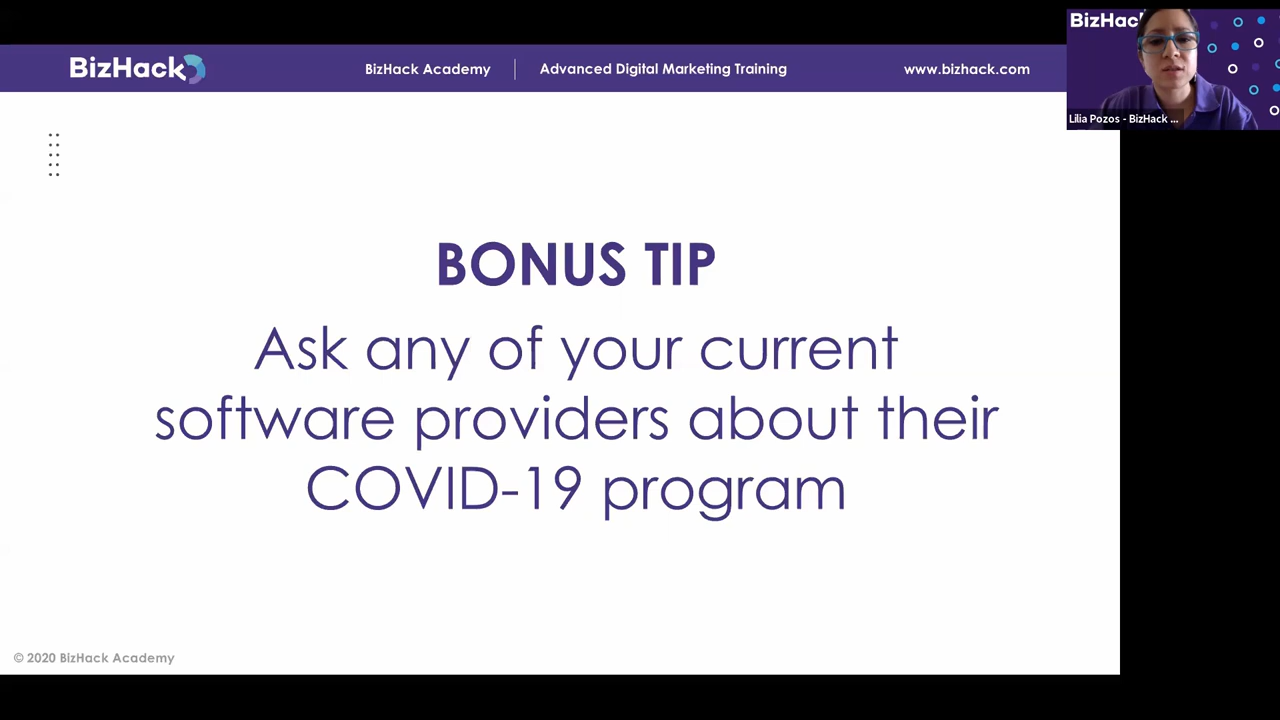 BizHack
BizHack Academy
Advanced Digital Marketing Training
www.bizhack.com
BizHac
Lilia Pozos - BizHack ...
BONUS TIP
Ask any of your current
software providers about their
COVID-19 program
© 2020 BizHack Academy